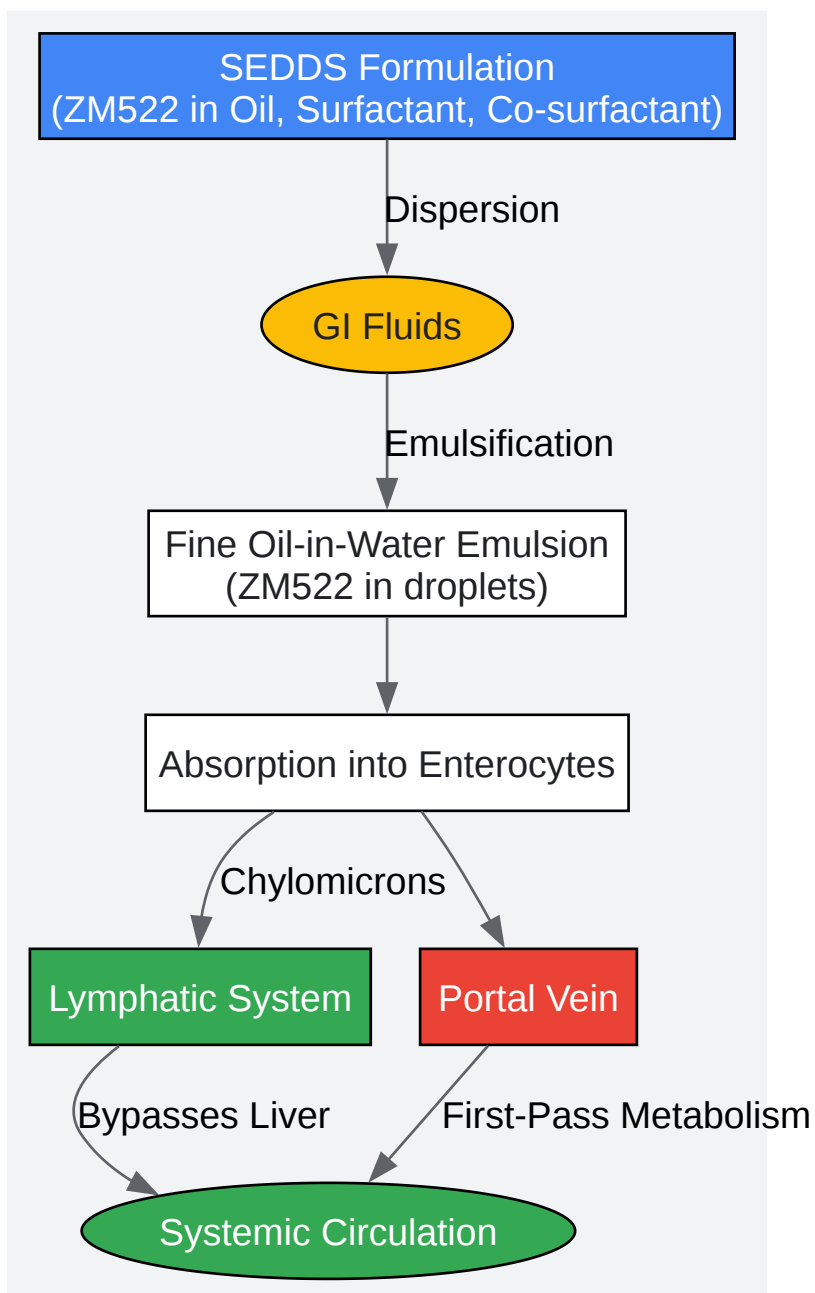 SEDDS Formulation
(ZM522 in Oil, Surfactant, Co-surfactant)
Dispersion
GI Fluids
Emulsification
Fine Oil-in-Water Emulsion
(ZM522 in droplets)
Absorption into Enterocytes
Chylomicrons
Lymphatic System
Portal Vein
Bypasses Liver
First-Pass Metabolism
Systemic Circulation